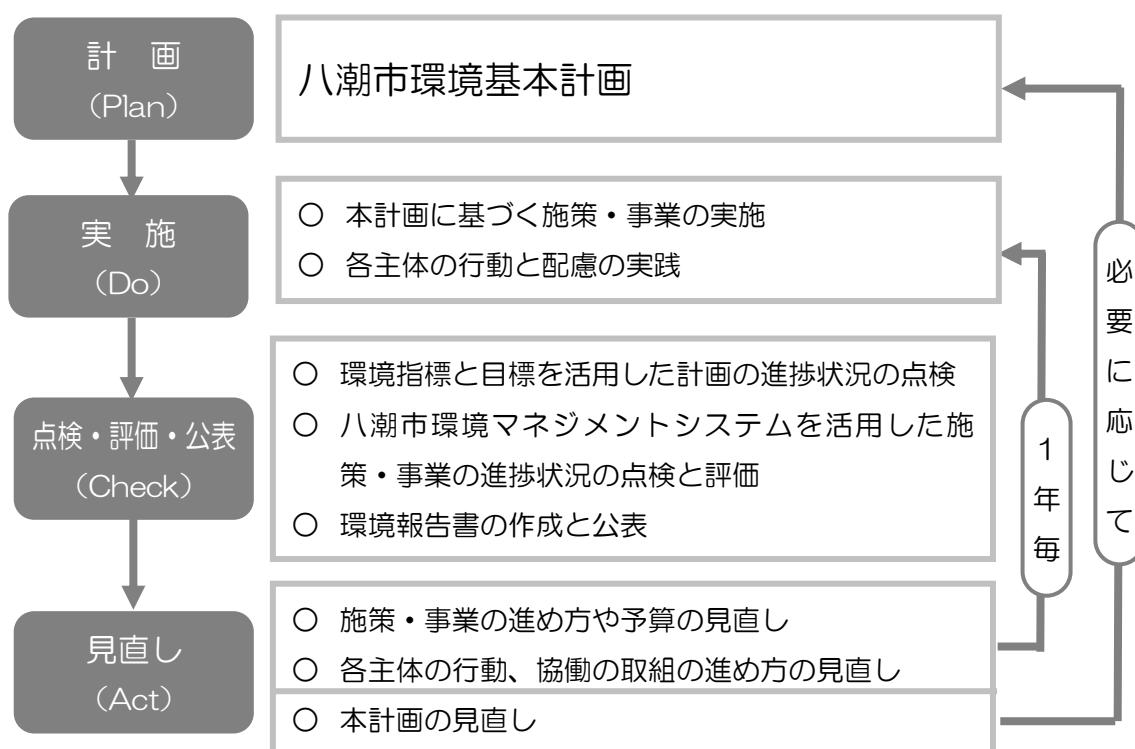 計　画
（Plan）
八潮市環境基本計画
実　施
（Do）
○ 本計画に基づく施策・事業の実施
○ 各主体の行動と配慮の実践
点検・評価・公表
（Check）
○ 環境指標と目標を活用した計画の進捗状況の点検
○ 八潮市環境マネジメントシステムを活用した施
策・事業の進捗状況の点検と評価
○ 環境報告書の作成と公表
見直し
（Act）
○ 施策・事業の進め方や予算の見直し
○ 各主体の行動、協働の取組の進め方の見直し
○ 本計画の見直し
1年毎
必要に応じて